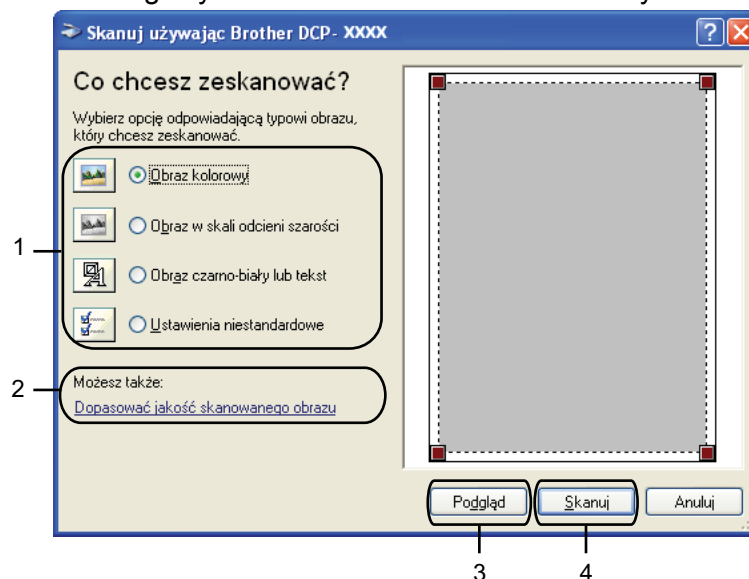 Skanuj używając Brother DCP- XXXX
Co chcesz zeskanować?
Wybierz opcję odpowiadającą typowi obrazu,
który chcesz zeskanować.
Obraz kolorowy
Obraz w skali odcieni szarości
1
Obraz czarno-biały lub tekst
Ustawienia niestandardowe
2
Możesz także:
Dopasować jakość skanowanego obrazu
Podgląd Skanuj Anuluj
3 4